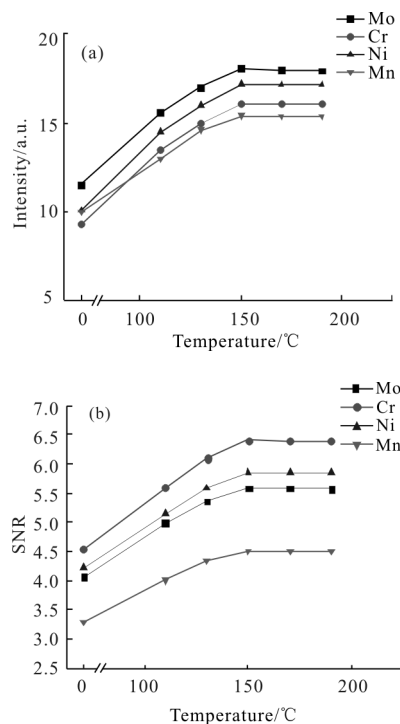 Mo
Cr
Ni
Mn
(a)
20
15
10
5
Intensity/a.u.
0
100
150
200
Temperature/℃
Mo
Cr
Ni
Mn
(b)
7.0
6.5
6.0
5.5
5.0
4.5
4.0
3.5
3.0
2.5
SNR
0
100
150
200
Temperature/℃